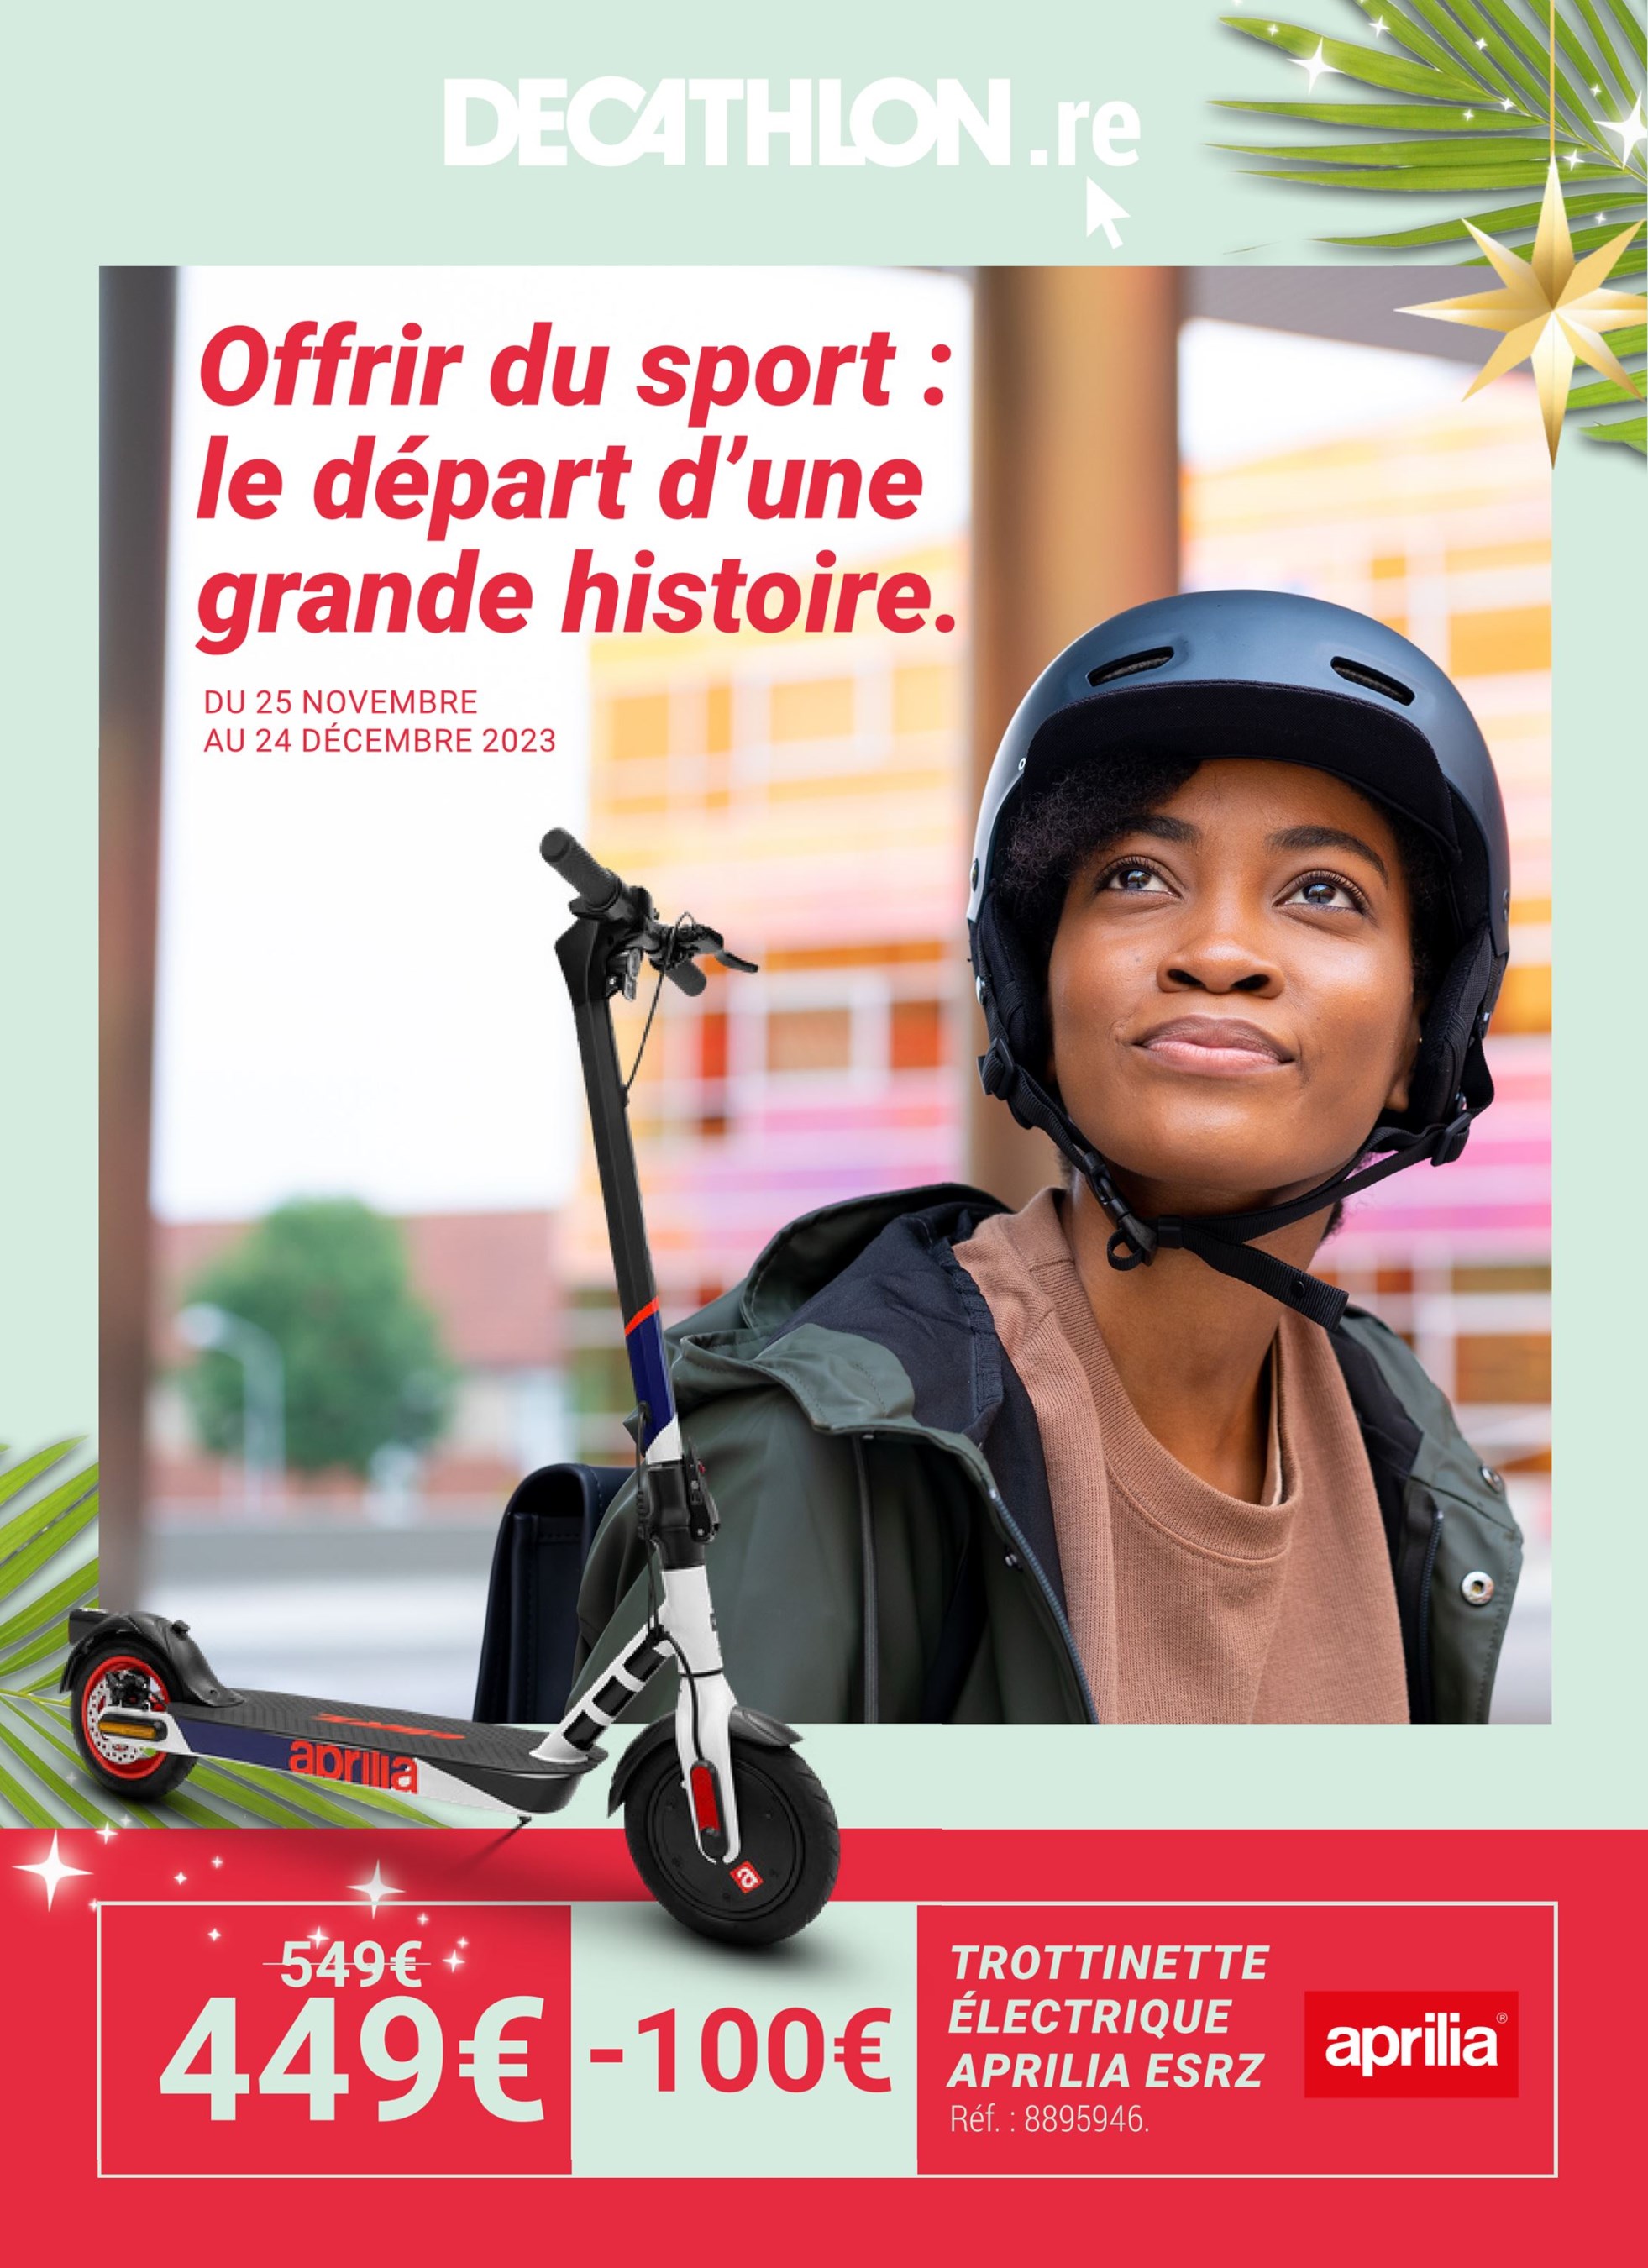 DECATHLON.re
Offrir du sport :
le départ d'une
grande histoire.
DU 25 NOVEMBRE
AU 24 DÉCEMBRE 2023
aprilia
a
549€
449€
-100€
TROTTINETTE
ÉLECTRIQUE
APRILIA ESRZ
Réf. : 8895946.
aprilia®